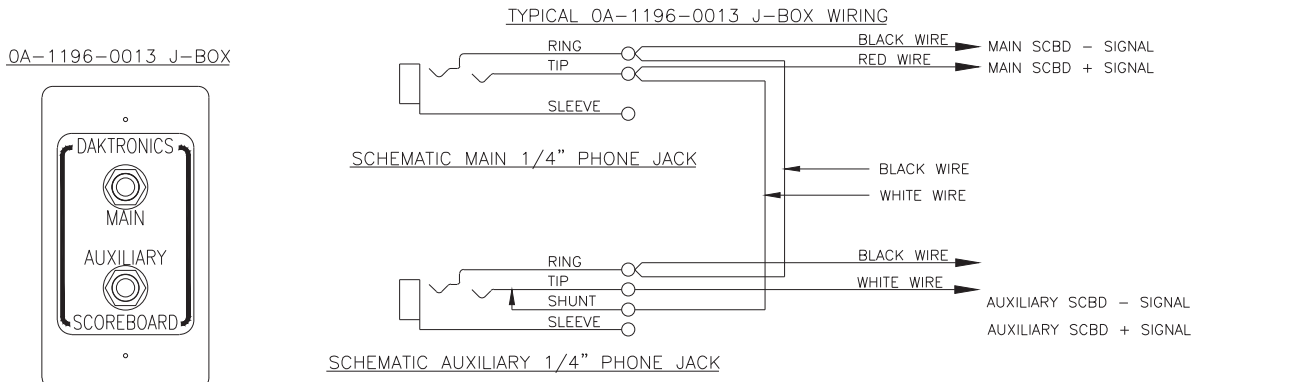 TYPICAL 0A-1196-0013 J-BOX WIRING
0A-1196-0013 J-BOX
DAKTRONICS
MAIN
AUXILIARY
SCOREBOARD
RING
TIP
SLEEVE
BLACK WIRE
RED WIRE
MAIN SCBD - SIGNAL
MAIN SCBD + SIGNAL
SCHEMATIC MAIN 1/4" PHONE JACK
BLACK WIRE
WHITE WIRE
RING
TIP
SHUNT
SLEEVE
BLACK WIRE
WHITE WIRE
AUXILIARY SCBD - SIGNAL
AUXILIARY SCBD + SIGNAL
SCHEMATIC AUXILIARY 1/4" PHONE JACK